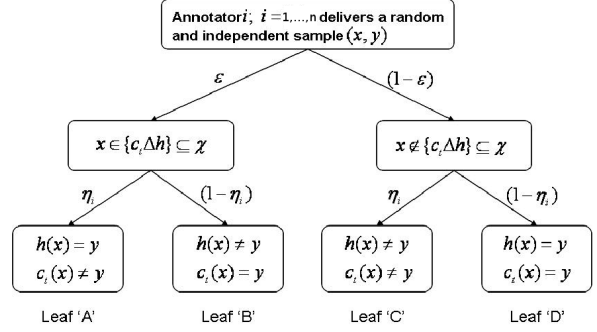 Annotator i, i = 1,...,n delivers a random
and independent sample (x, y)
ε
(1−ε)
x ∈ {c_i Δh} ⊆ χ
x ∉ {c_i Δh} ⊆ χ
η_i
(1−η_i)
η_i
(1−η_i)
h(x) = y
c_i(x) ≠ y
h(x) ≠ y
c_i(x) = y
h(x) ≠ y
c_i(x) ≠ y
h(x) = y
c_i(x) = y
Leaf 'A'
Leaf 'B'
Leaf 'C'
Leaf 'D'